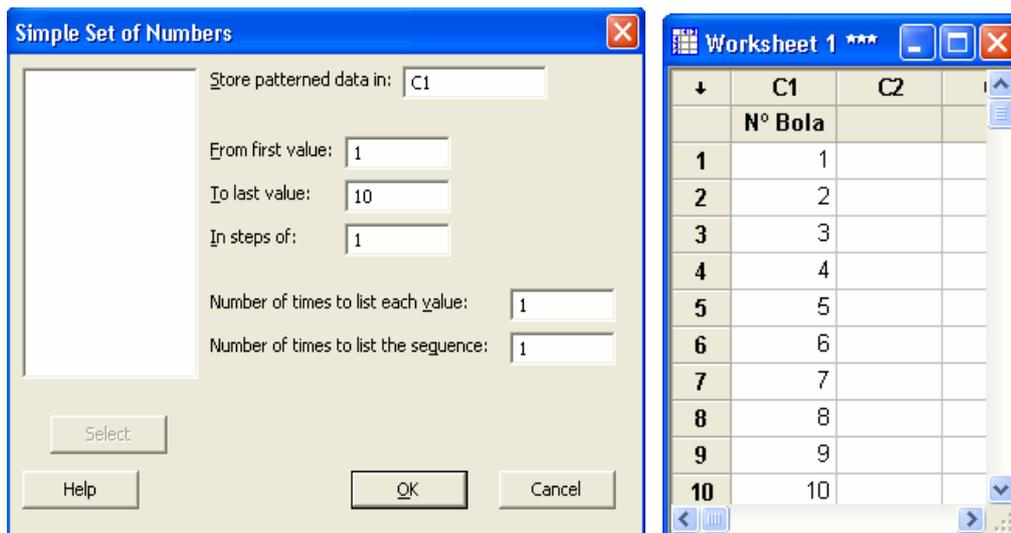 Simple Set of Numbers
Store patterned data in: C1
From first value: 1
To last value: 10
In steps of: 1
Number of times to list each value: 1
Number of times to list the sequence: 1
Select
Help
OK
Cancel
Worksheet 1 ***
C1 C2
Nº Bola
1 1
2 2
3 3
4 4
5 5
6 6
7 7
8 8
9 9
10 10